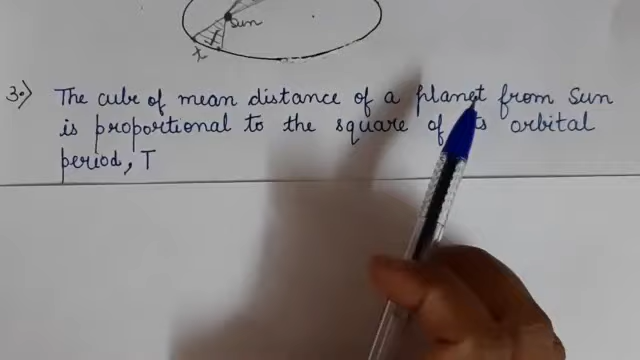 Sun
t
3.) The cube of mean distance of a planet from Sun
is proportional to the square of its orbital
period, T